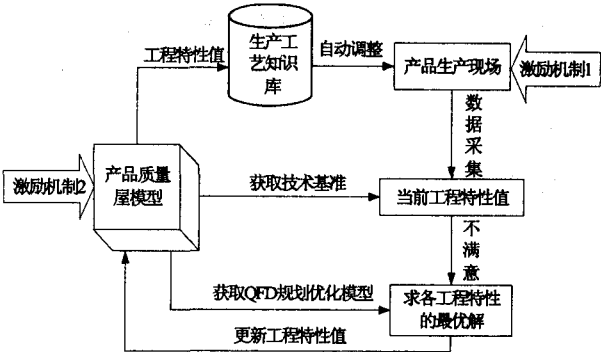 工程特性值
生产工
艺知识
库
自动调整
产品生产现场
激励机制1
数
据
采
集
激励机制2
产品质量
屋模型
获取技术基准
当前工程特性值
不
满
意
获取QFD规划优化模型
求各工程特性
的最优解
更新工程特性值